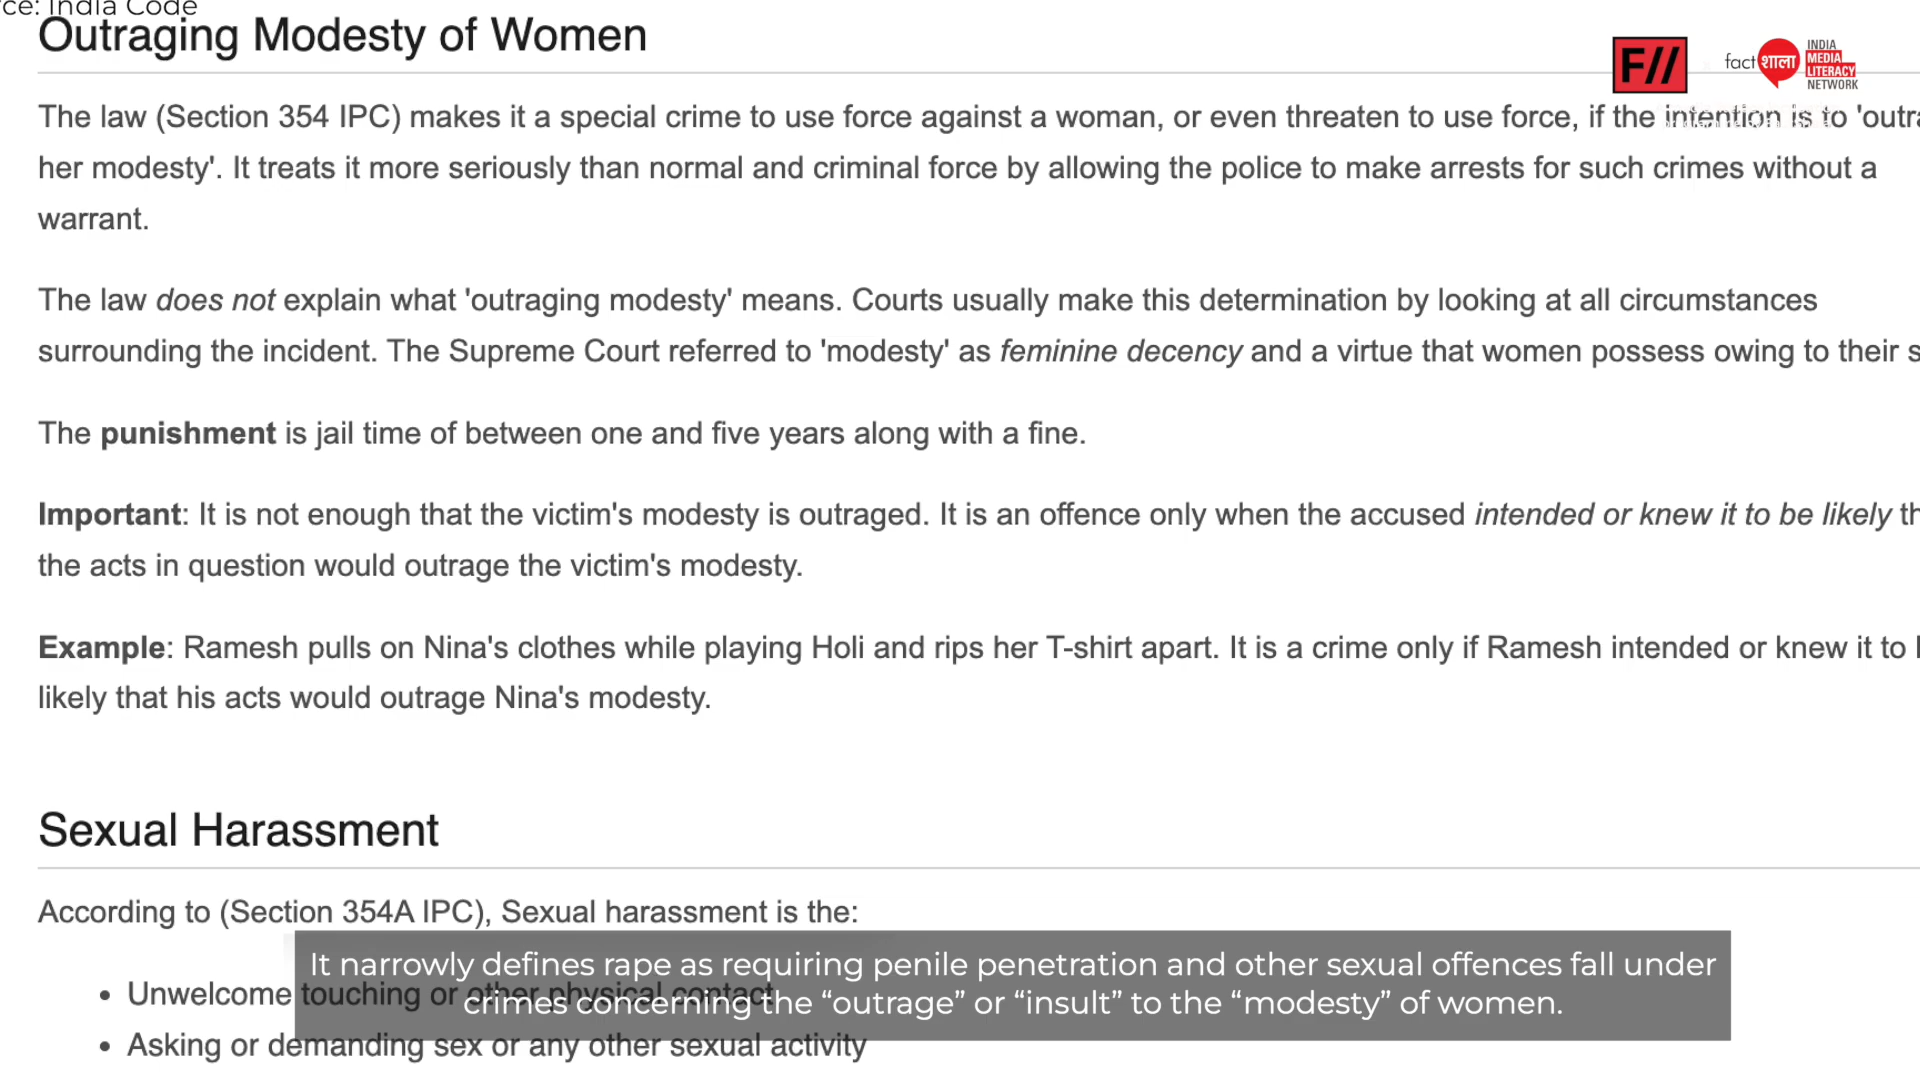 rce: India Code
Outraging Modesty of Women
F//
fact शाला
INDIA
MEDIA
LITERACY
NETWORK
The law (Section 354 IPC) makes it a special crime to use force against a woman, or even threaten to use force, if the intention is to 'outra
her modesty'. It treats it more seriously than normal and criminal force by allowing the police to make arrests for such crimes without a
warrant.
The law does not explain what 'outraging modesty' means. Courts usually make this determination by looking at all circumstances
surrounding the incident. The Supreme Court referred to 'modesty' as feminine decency and a virtue that women possess owing to their s
The punishment is jail time of between one and five years along with a fine.
Important: It is not enough that the victim's modesty is outraged. It is an offence only when the accused intended or knew it to be likely th
the acts in question would outrage the victim's modesty.
Example: Ramesh pulls on Nina's clothes while playing Holi and rips her T-shirt apart. It is a crime only if Ramesh intended or knew it to
likely that his acts would outrage Nina's modesty.
Sexual Harassment
According to (Section 354A IPC), Sexual harassment is the:
• Unwelcome touching or other physical contact
• Asking or demanding sex or any other sexual activity
It narrowly defines rape as requiring penile penetration and other sexual offences fall under
crimes concerning the “outrage” or “insult” to the “modesty” of women.